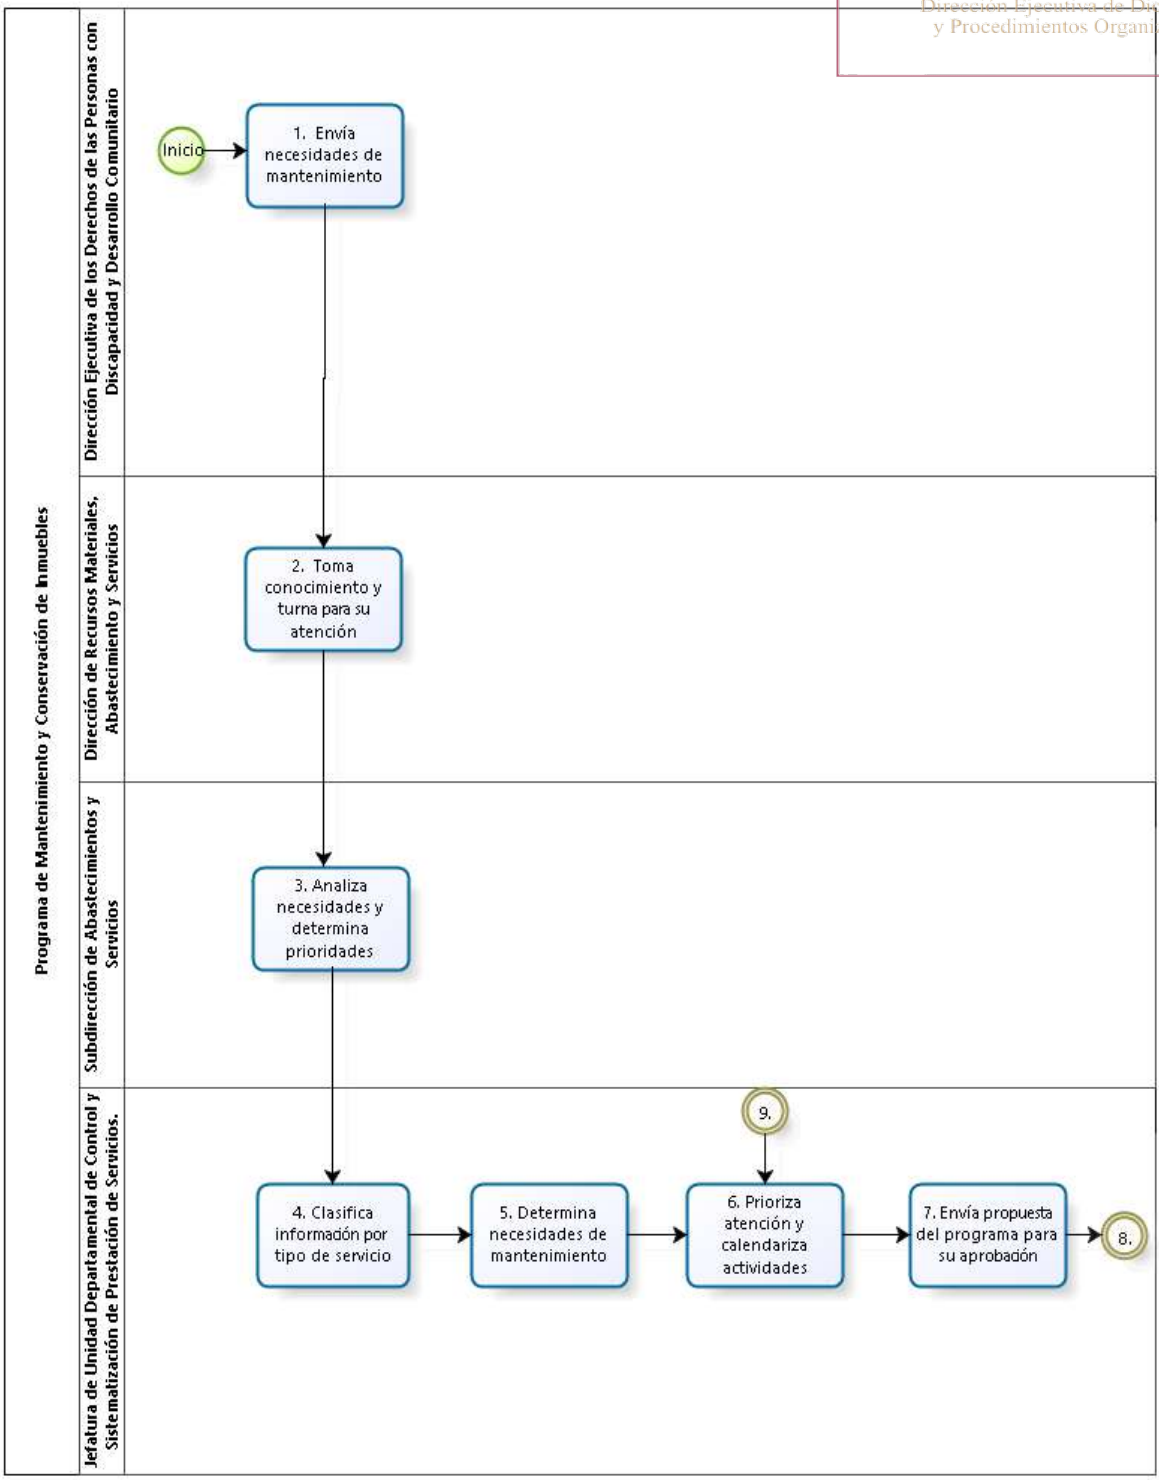 Dirección Ejecutiva de
y Procedimientos
Programa de Mantenimiento y Conservación de Inmuebles
Dirección Ejecutiva de los Derechos de las Personas con
Discapacidad y Desarrollo Comunitario
Inicio
1. Envía
necesidades de
mantenimiento
Dirección de Recursos Materiales,
Abastecimiento y Servicios
2. Toma
conocimiento y
turna para su
atención
Subdirección de Abastecimientos y
Servicios
3. Analiza
necesidades y
determina
prioridades
Jefatura de Unidad Departamental de Control y
Sistematización de Prestación de Servicios.
9.
4. Clasifica
información por
tipo de servicio
5. Determina
necesidades de
mantenimiento
6. Prioriza
atención y
calendariza
actividades
7. Envía propuesta
del programa para
su aprobación
8.